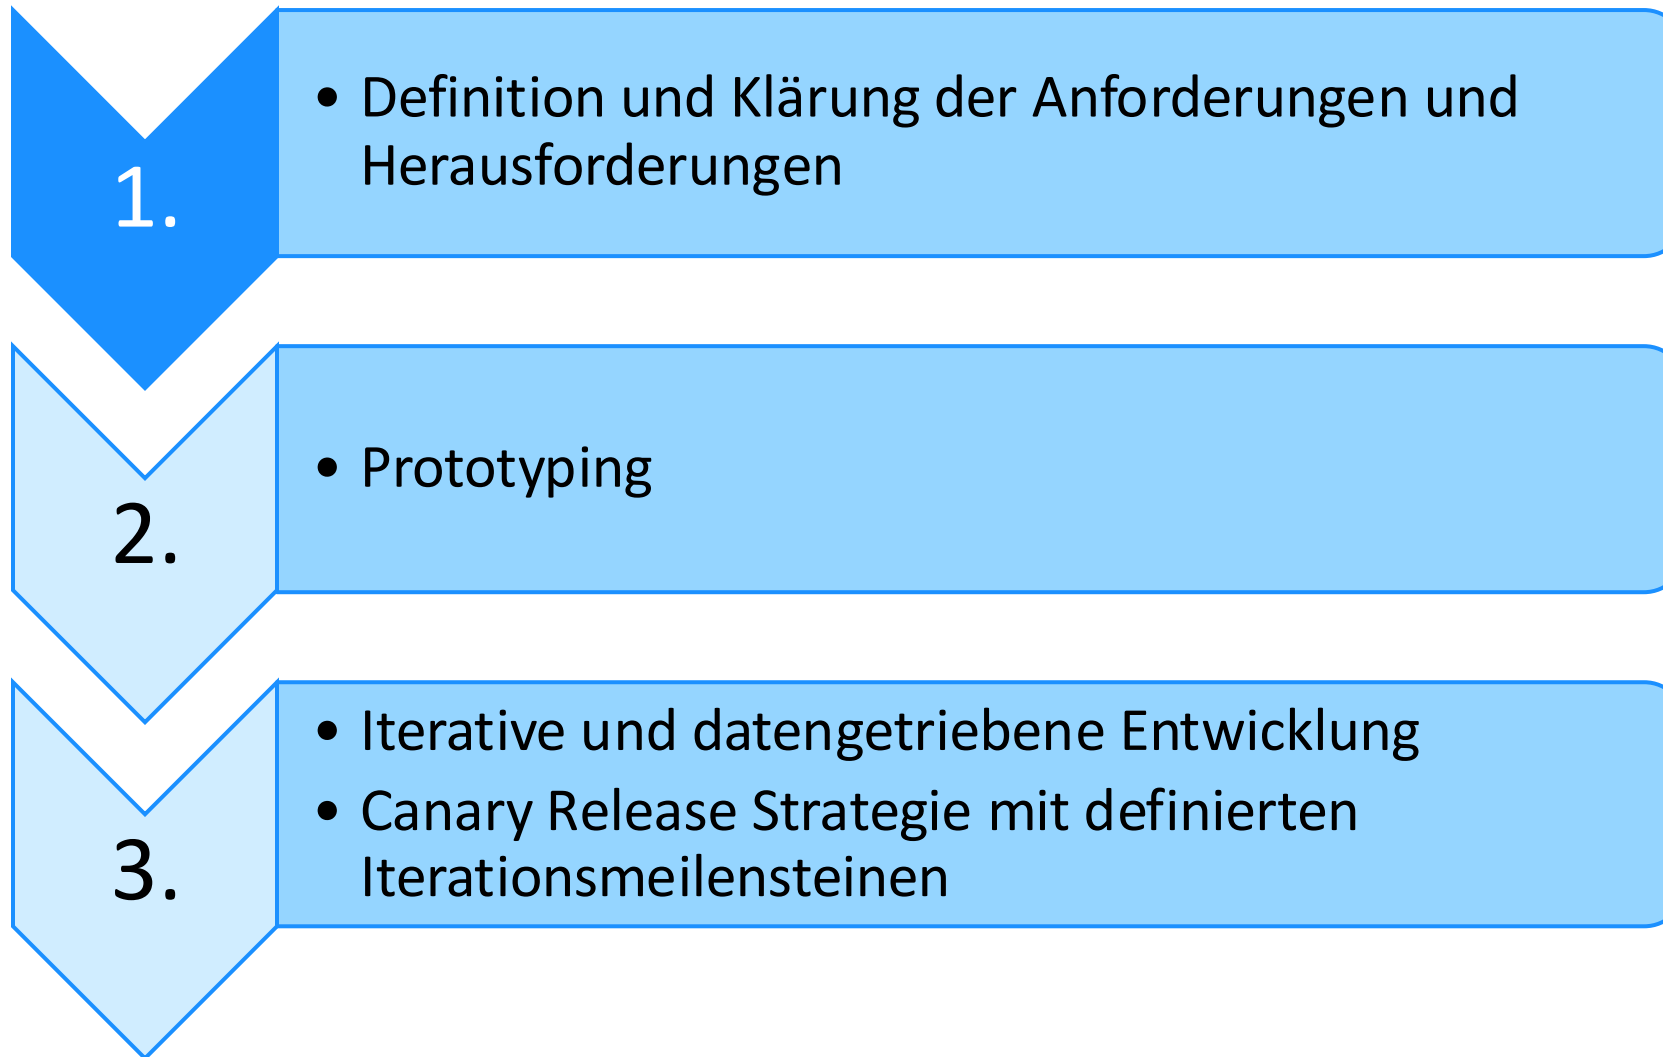 1.
• Definition und Klärung der Anforderungen und
Herausforderungen
2.
• Prototyping
3.
• Iterative und datengetriebene Entwicklung
• Canary Release Strategie mit definierten
Iterationsmeilensteinen